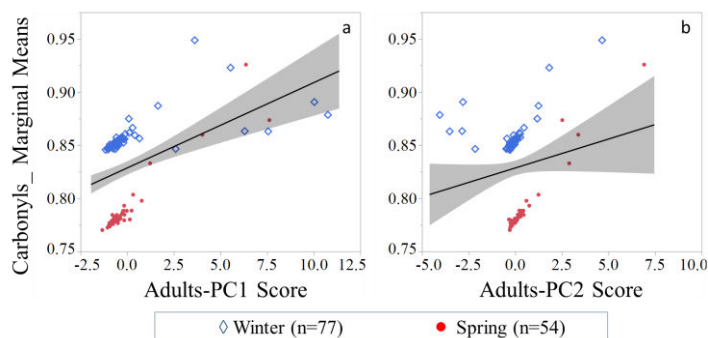 a
b
Carbonyls_ Marginal Means
0.95
0.90
0.85
0.80
0.75
-2.5 0.0 2.5 5.0 7.5 10.0 12.5
Adults-PC1 Score
0.95
0.90
0.85
0.80
0.75
-5.0 -2.5 0.0 2.5 5.0 7.5 10.0
Adults-PC2 Score
Winter (n=77) Spring (n=54)